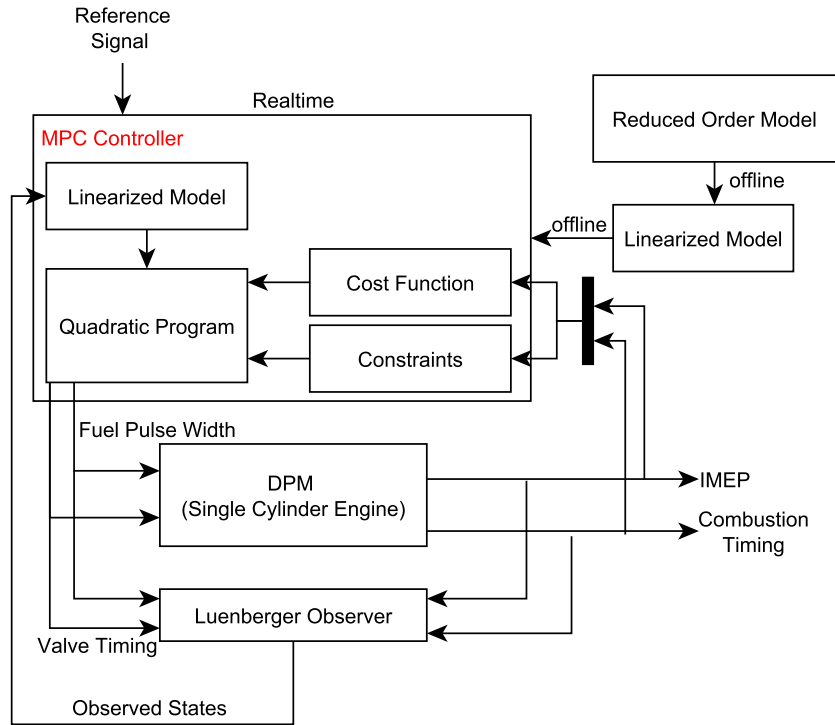 Reference
Signal
Realtime
MPC Controller
Reduced Order Model
offline
Linearized Model
offline
Linearized Model
Cost Function
Quadratic Program
Constraints
Fuel Pulse Width
DPM
(Single Cylinder Engine)
IMEP
Combustion
Timing
Luenberger Observer
Valve Timing
Observed States